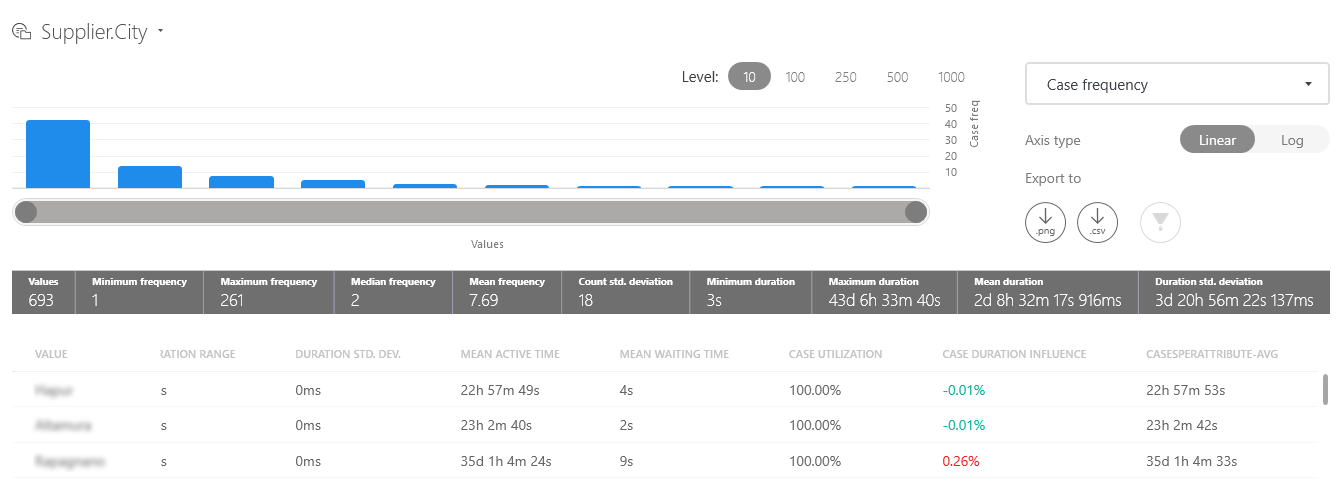 Supplier.City
Level: 10 100 250 500 1000
Case frequency
50
40
30
20
10
Case freq
Axis type Linear Log
Export to
.png .csv
Values
Values Minimum frequency Maximum frequency Median frequency Mean frequency Count std. deviation Minimum duration Maximum duration Mean duration Duration std. deviation
693 1 261 2 7.69 18 3s 43d 6h 33m 40s 2d 8h 32m 17s 916ms 3d 20h 56m 22s 137ms
VALUE RATION RANGE DURATION STD. DEV. MEAN ACTIVE TIME MEAN WAITING TIME CASE UTILIZATION CASE DURATION INFLUENCE CASESPERATTRIBUTE-AVG
s 0ms 22h 57m 49s 4s 100.00% -0.01% 22h 57m 53s
s 0ms 23h 2m 40s 2s 100.00% -0.01% 23h 2m 42s
s 0ms 35d 1h 4m 24s 9s 100.00% 0.26% 35d 1h 4m 33s